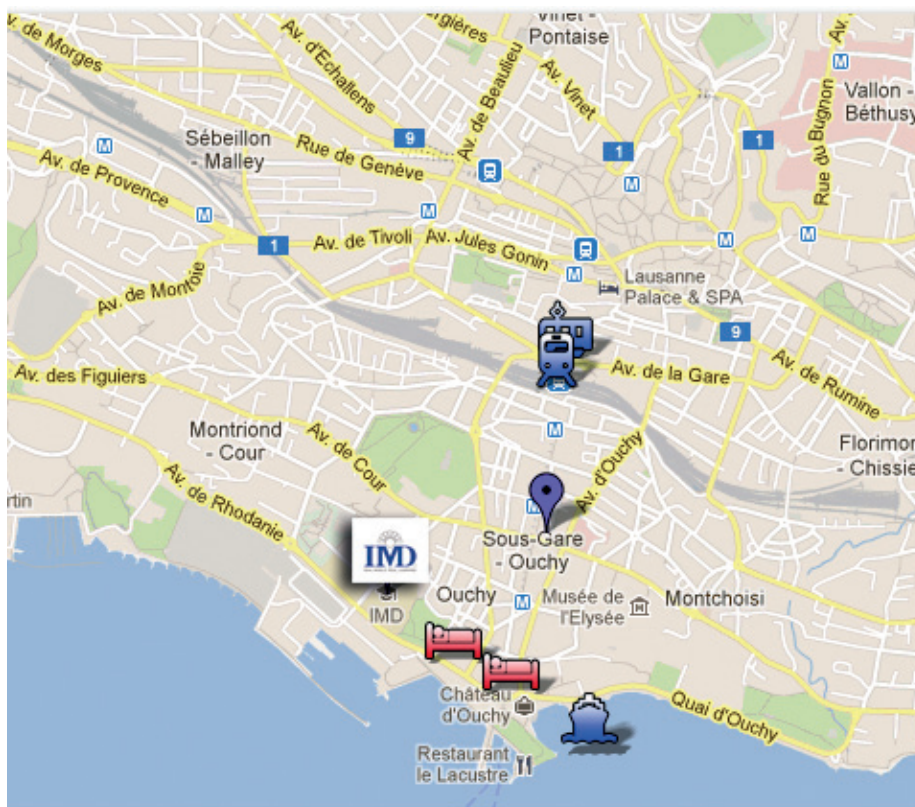 Av. de Morges
Av. d'Echallens
ergières
Av. de Beaulieu
Vinet -
Pontaise
Av. Vinet
M
Vallon -
Béthusy
Rue du Bugnon
9
1
1
M
Sébeillon
- Malley
Rue de Genève
M
Av. de Provence
M
M
M
M
1
Av. de Tivoli
Av. Jules Gonin
M
M
Lausanne
Palace & SPA
Av. de Montoie
9
Av. de la Gare
Av. de Rumine
Av. des Figuiers
Montriond
- Cour
Av. de Cour
M
Av. d'Ouchy
Florimon
- Chissie
artin
Av. de Rhodanie
M
IMD
Sous-Gare
- Ouchy
IMD
Ouchy
M
Musée de
l'Elysée
M
Montchoisi
Château
d'Ouchy
Quai d'Ouchy
Restaurant
le Lacustre